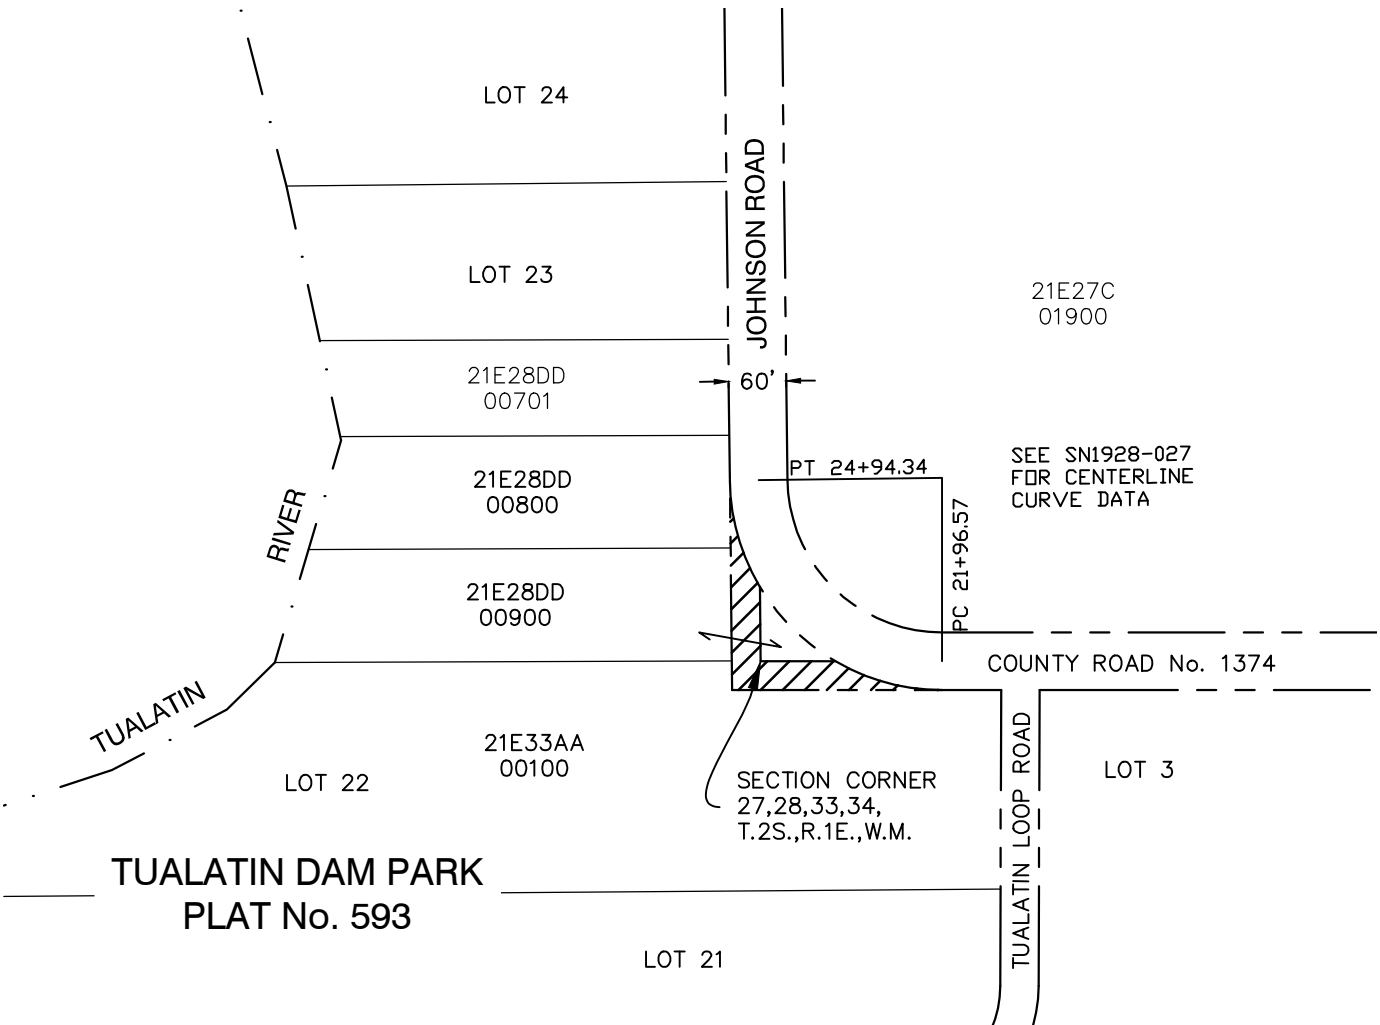 LOT 24
JOHNSON ROAD
LOT 23
21E27C
01900
21E28DD
00701
60'
SEE SN1928-027
FOR CENTERLINE
CURVE DATA
PT 24+94.34
PC 21+96.57
21E28DD
00800
RIVER
21E28DD
00900
COUNTY ROAD No. 1374
TUALATIN
21E33AA
00100
LOT 22
SECTION CORNER
27,28,33,34,
T.2S.,R.1E.,W.M.
TUALATIN LOOP ROAD
LOT 3
TUALATIN DAM PARK
PLAT No. 593
LOT 21